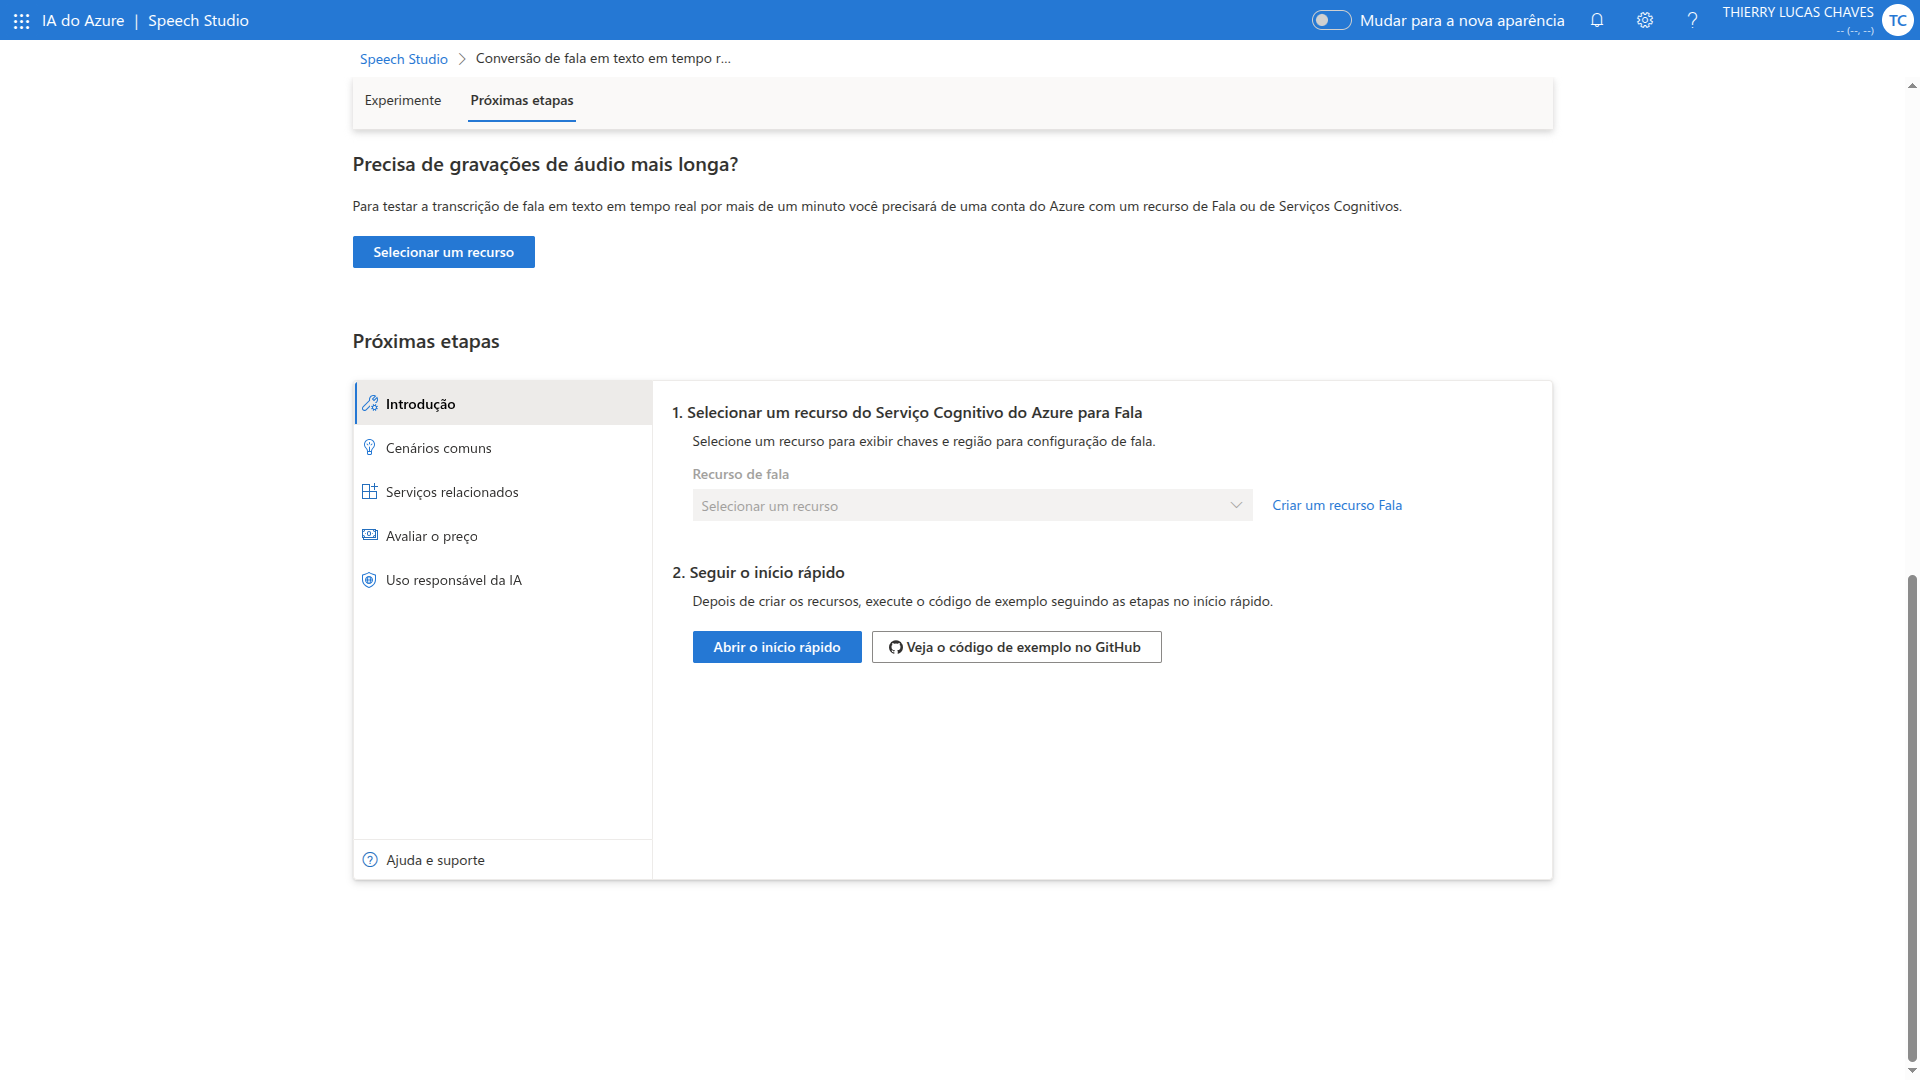 IA do Azure | Speech Studio
Mudar para a nova aparência
THIERRY LUCAS CHAVES
-- (--, --)
TC
Speech Studio > Conversão de fala em texto em tempo r...
Experimente
Próximas etapas
Precisa de gravações de áudio mais longa?
Para testar a transcrição de fala em texto em tempo real por mais de um minuto você precisará de uma conta do Azure com um recurso de Fala ou de Serviços Cognitivos.
Selecionar um recurso
Próximas etapas
Introdução
Cenários comuns
Serviços relacionados
Avaliar o preço
Uso responsável da IA
Ajuda e suporte
1. Selecionar um recurso do Serviço Cognitivo do Azure para Fala
Selecione um recurso para exibir chaves e região para configuração de fala.
Recurso de fala
Selecionar um recurso
Criar um recurso Fala
2. Seguir o início rápido
Depois de criar os recursos, execute o código de exemplo seguindo as etapas no início rápido.
Abrir o início rápido
Veja o código de exemplo no GitHub